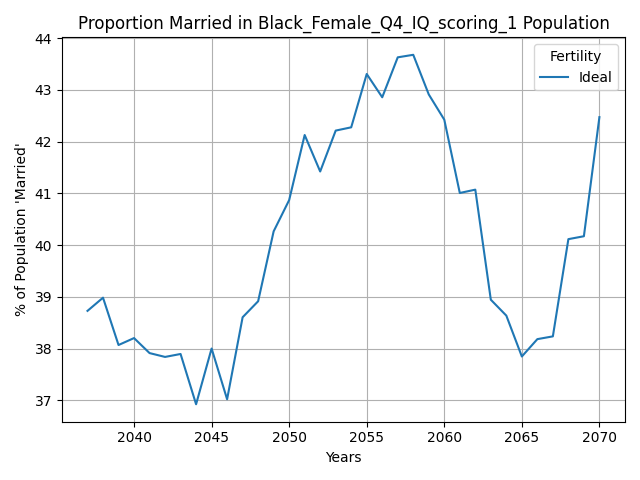 Proportion Married in Black_Female_Q4_IQ_scoring_1 Population
Fertility
Ideal
% of Population 'Married'
44
43
42
41
40
39
38
37
2040 2045 2050 2055 2060 2065 2070
Years